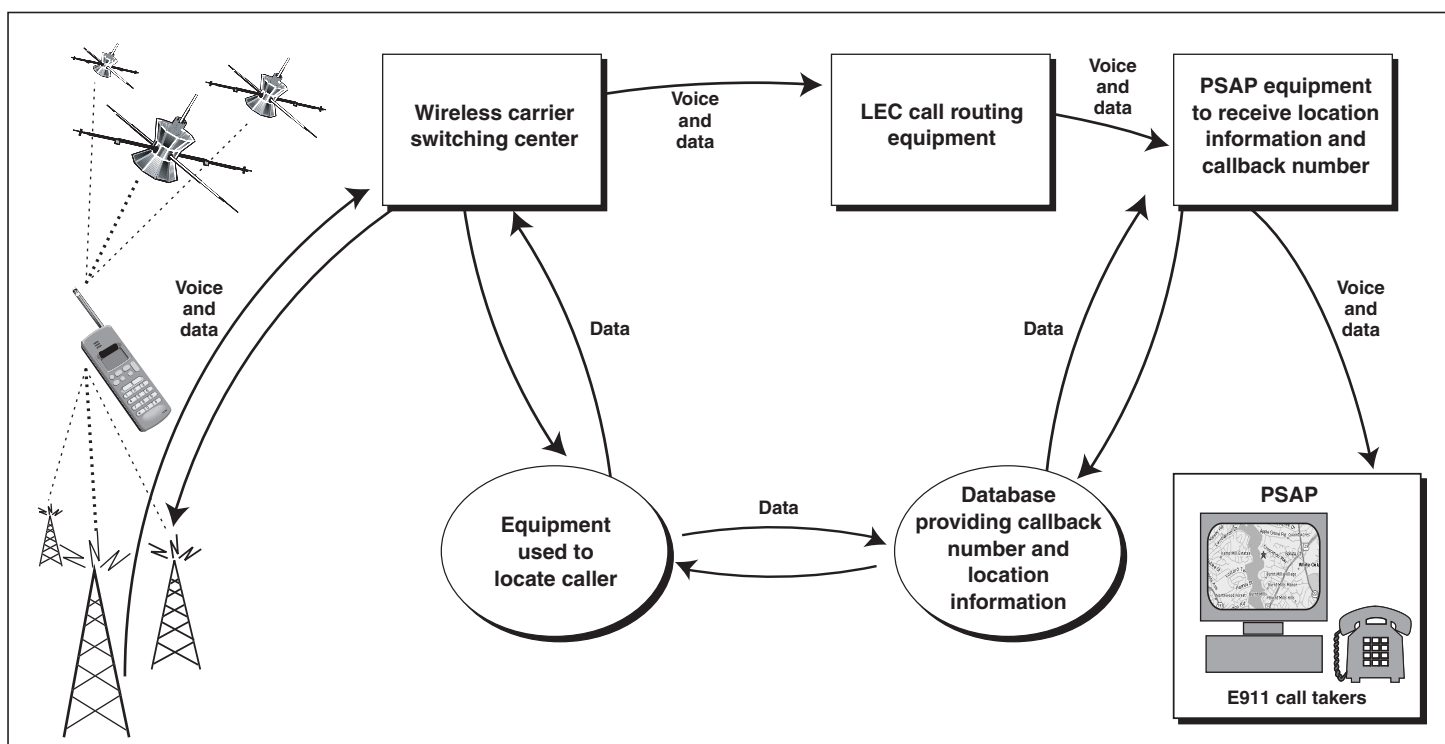 Wireless carrier
switching center
Voice
and
data
LEC call routing
equipment
Voice
and
data
PSAP equipment
to receive location
information and
callback number
Voice
and
data
Data
Data
Voice
and
data
Equipment
used to
locate caller
Data
Database
providing callback
number and
location
information
PSAP
E911 call takers